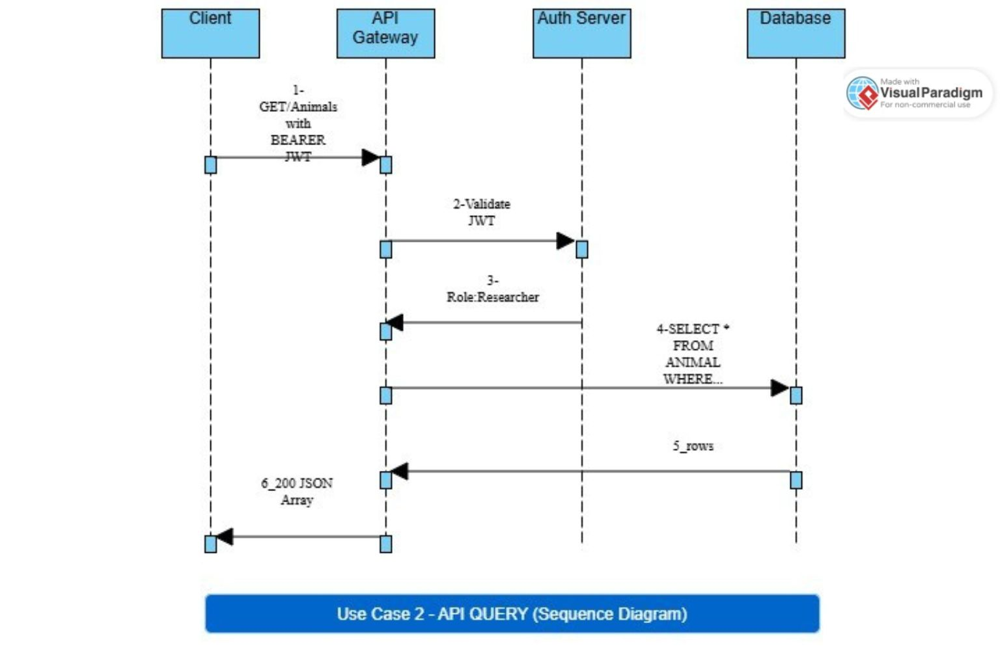 Client
API
Gateway
Auth Server
Database
Made with
Visual Paradigm
For non-commercial use
1-
GET/Animals
with
BEARER
JWT
2-Validate
JWT
3-
Role:Researcher
4-SELECT *
FROM
ANIMAL
WHERE...
5_rows
6_200 JSON
Array
Use Case 2 - API QUERY (Sequence Diagram)